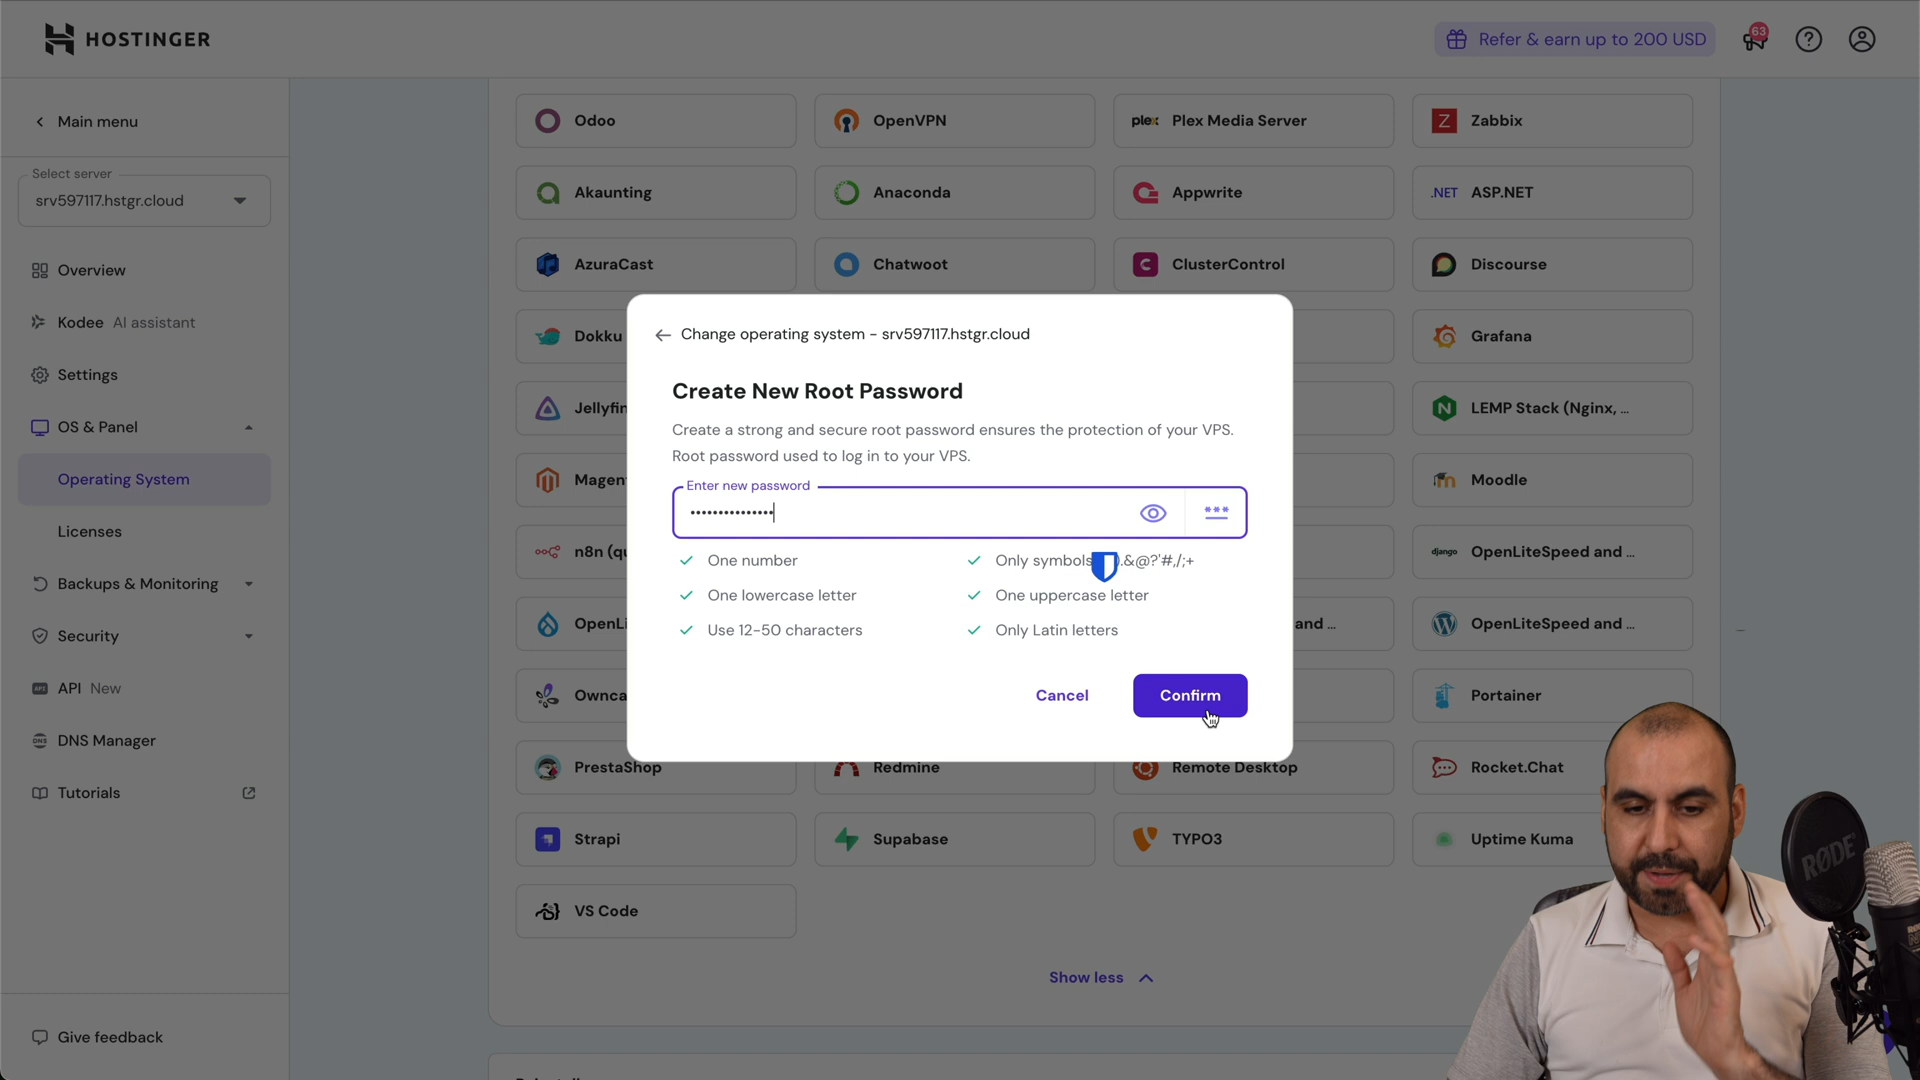 HOSTINGER
Refer & earn up to 200 USD
63
Main menu
Select server
srv597117.hstgr.cloud
Overview
Kodee AI assistant
Settings
OS & Panel
Operating System
Licenses
Backups & Monitoring
Security
API New
DNS Manager
Tutorials
Give feedback
Odoo
OpenVPN
plex Plex Media Server
Z Zabbix
Akaunting
Anaconda
Appwrite
.NET ASP.NET
AzuraCast
Chatwoot
C ClusterControl
Discourse
Dokku
Grafana
Jellyfin
N LEMP Stack (Nginx, ...
Magen
Moodle
n8n (qu
django OpenLiteSpeed and ...
OpenLi
and ...
OpenLiteSpeed and ...
Ownca
Portainer
PrestaShop
Redmine
Remote Desktop
Rocket.Chat
Strapi
Supabase
TYPO3
Uptime Kuma
VS Code
Show less
Change operating system - srv597117.hstgr.cloud
Create New Root Password
Create a strong and secure root password ensures the protection of your VPS.
Root password used to log in to your VPS.
Enter new password
•••••••••••••••
***
One number
Only symbols ).&@?'#,/;+
One lowercase letter
One uppercase letter
Use 12-50 characters
Only Latin letters
Cancel
Confirm
RØDE